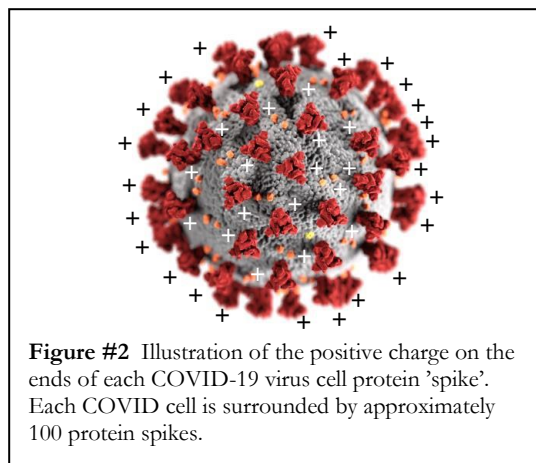 Figure #2 Illustration of the positive charge on the
ends of each COVID-19 virus cell protein ’spike’.
Each COVID cell is surrounded by approximately
100 protein spikes.